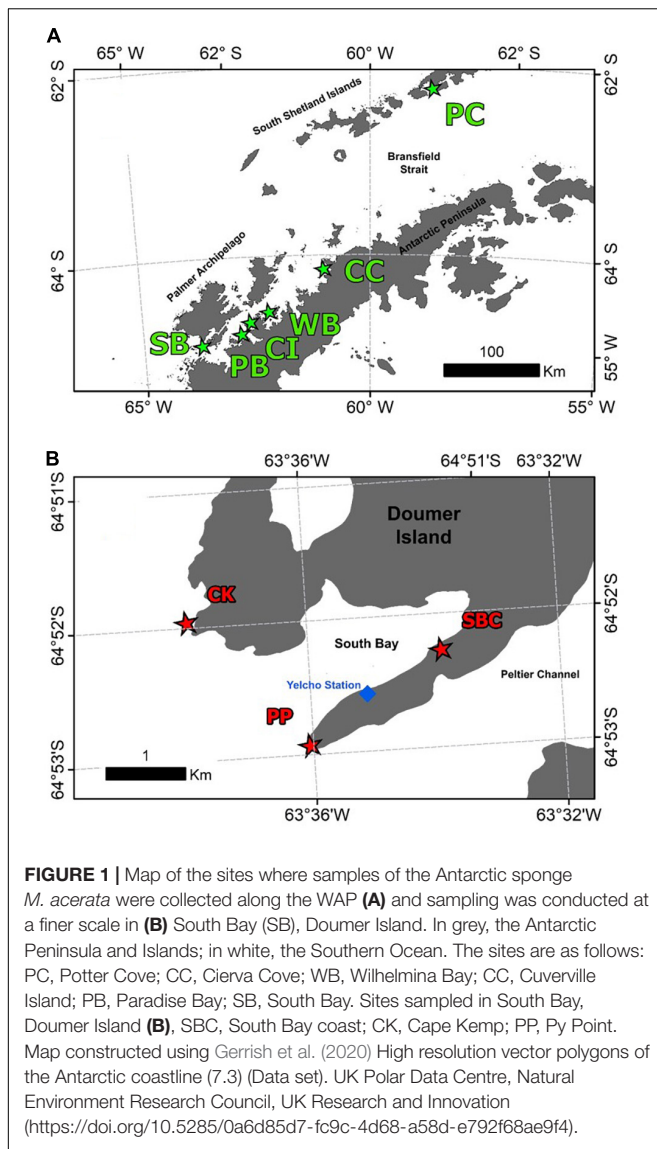 A
65° W
62° S
60° W
62° S
62° S
62° S
South Shetland Islands
PC
Bransfield
Strait
Antarctic Peninsula
Palmer Archipelago
64° S
64° S
CC
WB
CI
SB
PB
55° S
100
Km
65° W
60° W
55° W
B
63°36'W
64°51'S
63°32'W
64°51'S
Doumer
Island
CK
SBC
64°52'S
64°52'S
South Bay
Peltier Channel
Yelcho Station
PP
64°53'S
1
Km
64°53'S
63°36'W
63°32'W
FIGURE 1 | Map of the sites where samples of the Antarctic sponge
M. acerata were collected along the WAP (A) and sampling was conducted at
a finer scale in (B) South Bay (SB), Doumer Island. In grey, the Antarctic
Peninsula and Islands; in white, the Southern Ocean. The sites are as follows:
PC, Potter Cove; CC, Cierva Cove; WB, Wilhelmina Bay; CC, Cuverville
Island; PB, Paradise Bay; SB, South Bay. Sites sampled in South Bay,
Doumer Island (B), SBC, South Bay coast; CK, Cape Kemp; PP, Py Point.
Map constructed using Gerrish et al. (2020) High resolution vector polygons of
the Antarctic coastline (7.3) (Data set). UK Polar Data Centre, Natural
Environment Research Council, UK Research and Innovation
(https://doi.org/10.5285/0a6d85d7-fc9c-4d68-a58d-e792f68ae9f4).